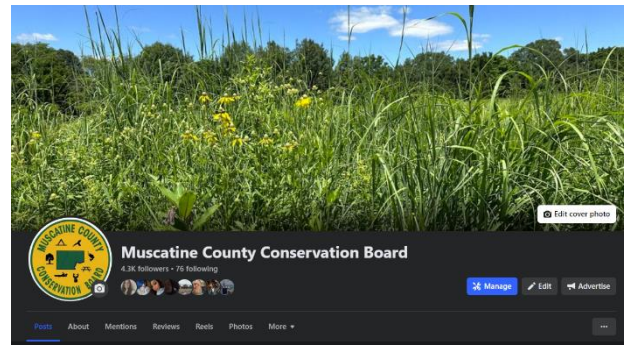 Edit cover photo
MUSCATINE COUNTY
CONSERVATION BOARD
Muscatine County Conservation Board
4.3K followers • 76 following
Manage
Edit
Advertise
Posts
About
Mentions
Reviews
Reels
Photos
More